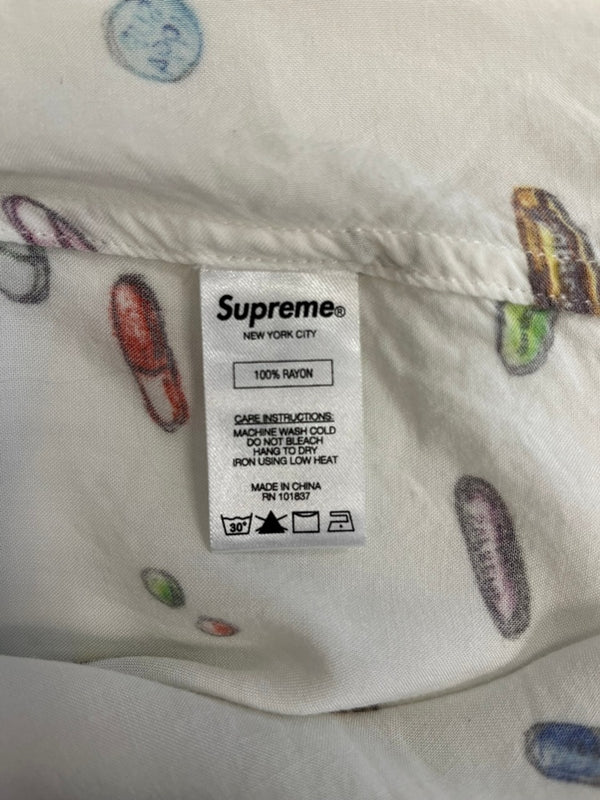 Supreme®
NEW YORK CITY
100% RAYON
CARE INSTRUCTIONS:
MACHINE WASH COLD
DO NOT BLEACH
HANG TO DRY
IRON USING LOW HEAT
MADE IN CHINA
RN 101837
30°